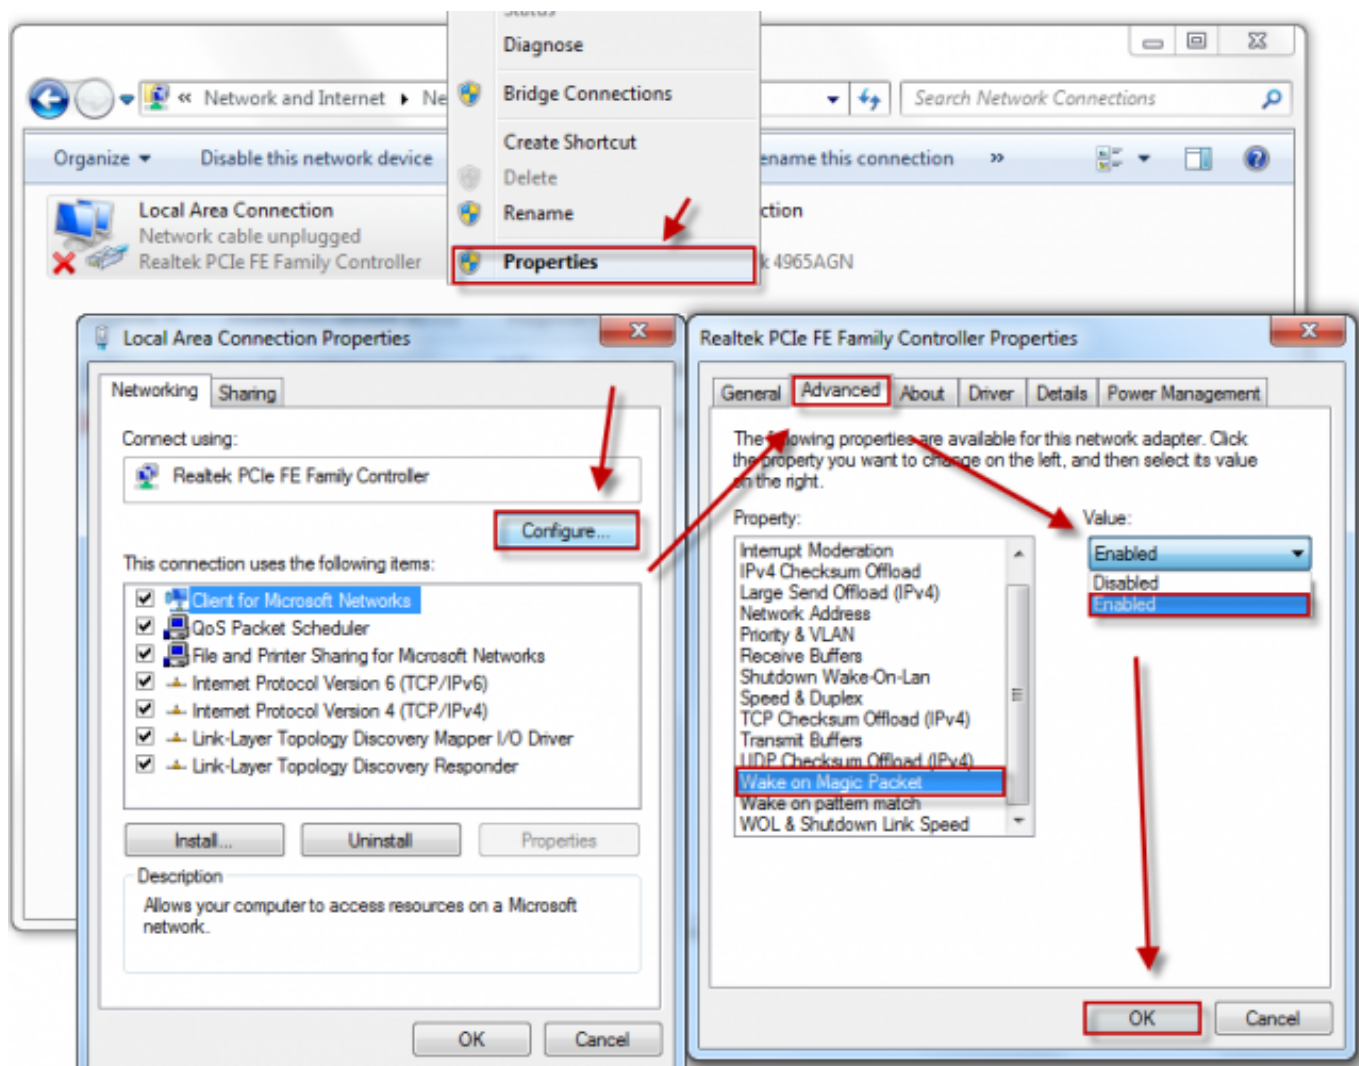 Status
Diagnose
Bridge Connections
Create Shortcut
Delete
Rename
Properties
« Network and Internet ▸ Ne
Search Network Connections
Organize ▾ Disable this network device
ename this connection »
Local Area Connection
Network cable unplugged
Realtek PCIe FE Family Controller
ction
k 4965AGN
Local Area Connection Properties
Networking Sharing
Connect using:
Realtek PCIe FE Family Controller
Configure...
This connection uses the following items:
Client for Microsoft Networks
QoS Packet Scheduler
File and Printer Sharing for Microsoft Networks
Internet Protocol Version 6 (TCP/IPv6)
Internet Protocol Version 4 (TCP/IPv4)
Link-Layer Topology Discovery Mapper I/O Driver
Link-Layer Topology Discovery Responder
Install... Uninstall Properties
Description
Allows your computer to access resources on a Microsoft
network.
OK Cancel
Realtek PCIe FE Family Controller Properties
General Advanced About Driver Details Power Management
The following properties are available for this network adapter. Click
the property you want to change on the left, and then select its value
on the right.
Property:
Value:
Interrupt Moderation
IPv4 Checksum Offload
Large Send Offload (IPv4)
Network Address
Priority & VLAN
Receive Buffers
Shutdown Wake-On-Lan
Speed & Duplex
TCP Checksum Offload (IPv4)
Transmit Buffers
UDP Checksum Offload (IPv4)
Wake on Magic Packet
Wake on pattern match
WOL & Shutdown Link Speed
Enabled
Disabled
Enabled
OK Cancel